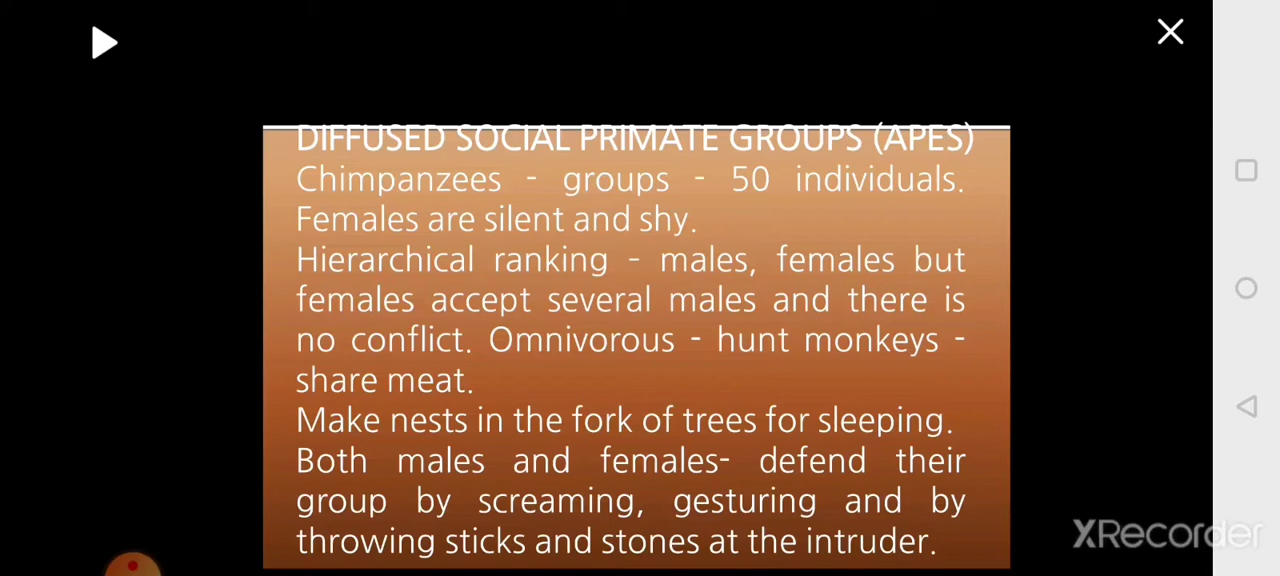 DIFFUSED SOCIAL PRIMATE GROUPS (APES)
Chimpanzees - groups - 50 individuals.
Females are silent and shy.
Hierarchical ranking - males, females but
females accept several males and there is
no conflict. Omnivorous - hunt monkeys -
share meat.
Make nests in the fork of trees for sleeping.
Both males and females- defend their
group by screaming, gesturing and by
throwing sticks and stones at the intruder.
XRecorder